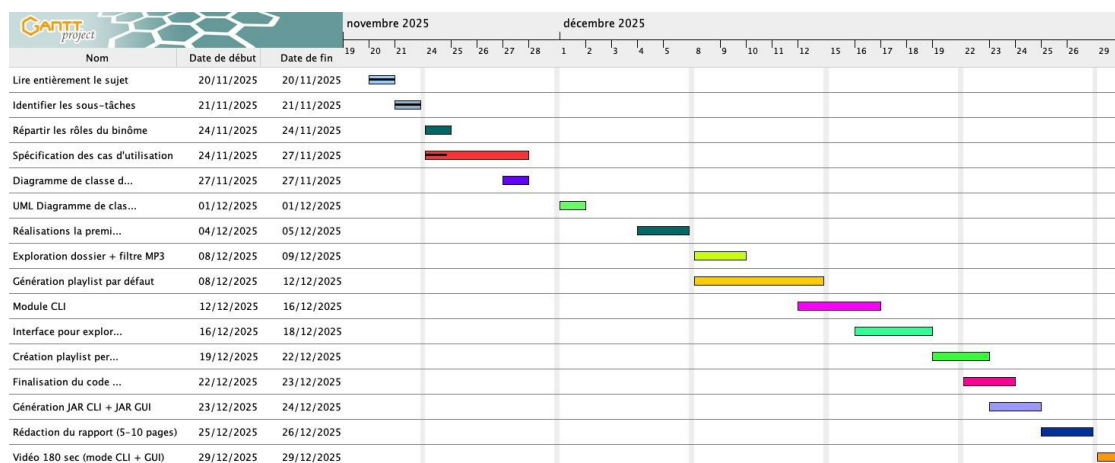 GANTT project
novembre 2025
décembre 2025
Nom Date de début Date de fin
19 20 21 24 25 26 27 28 1 2 3 4 5 8 9 10 11 12 15 16 17 18 19 22 23 24 25 26 29
Lire entièrement le sujet 20/11/2025 20/11/2025
Identifier les sous-tâches 21/11/2025 21/11/2025
Répartir les rôles du binôme 24/11/2025 24/11/2025
Spécification des cas d'utilisation 24/11/2025 27/11/2025
Diagramme de classe d... 27/11/2025 27/11/2025
UML Diagramme de clas... 01/12/2025 01/12/2025
Réalisations la premi... 04/12/2025 05/12/2025
Exploration dossier + filtre MP3 08/12/2025 09/12/2025
Génération playlist par défaut 08/12/2025 12/12/2025
Module CLI 12/12/2025 16/12/2025
Interface pour explor... 16/12/2025 18/12/2025
Création playlist per... 19/12/2025 22/12/2025
Finalisation du code ... 22/12/2025 23/12/2025
Génération JAR CLI + JAR GUI 23/12/2025 24/12/2025
Rédaction du rapport (5-10 pages) 25/12/2025 26/12/2025
Vidéo 180 sec (mode CLI + GUI) 29/12/2025 29/12/2025